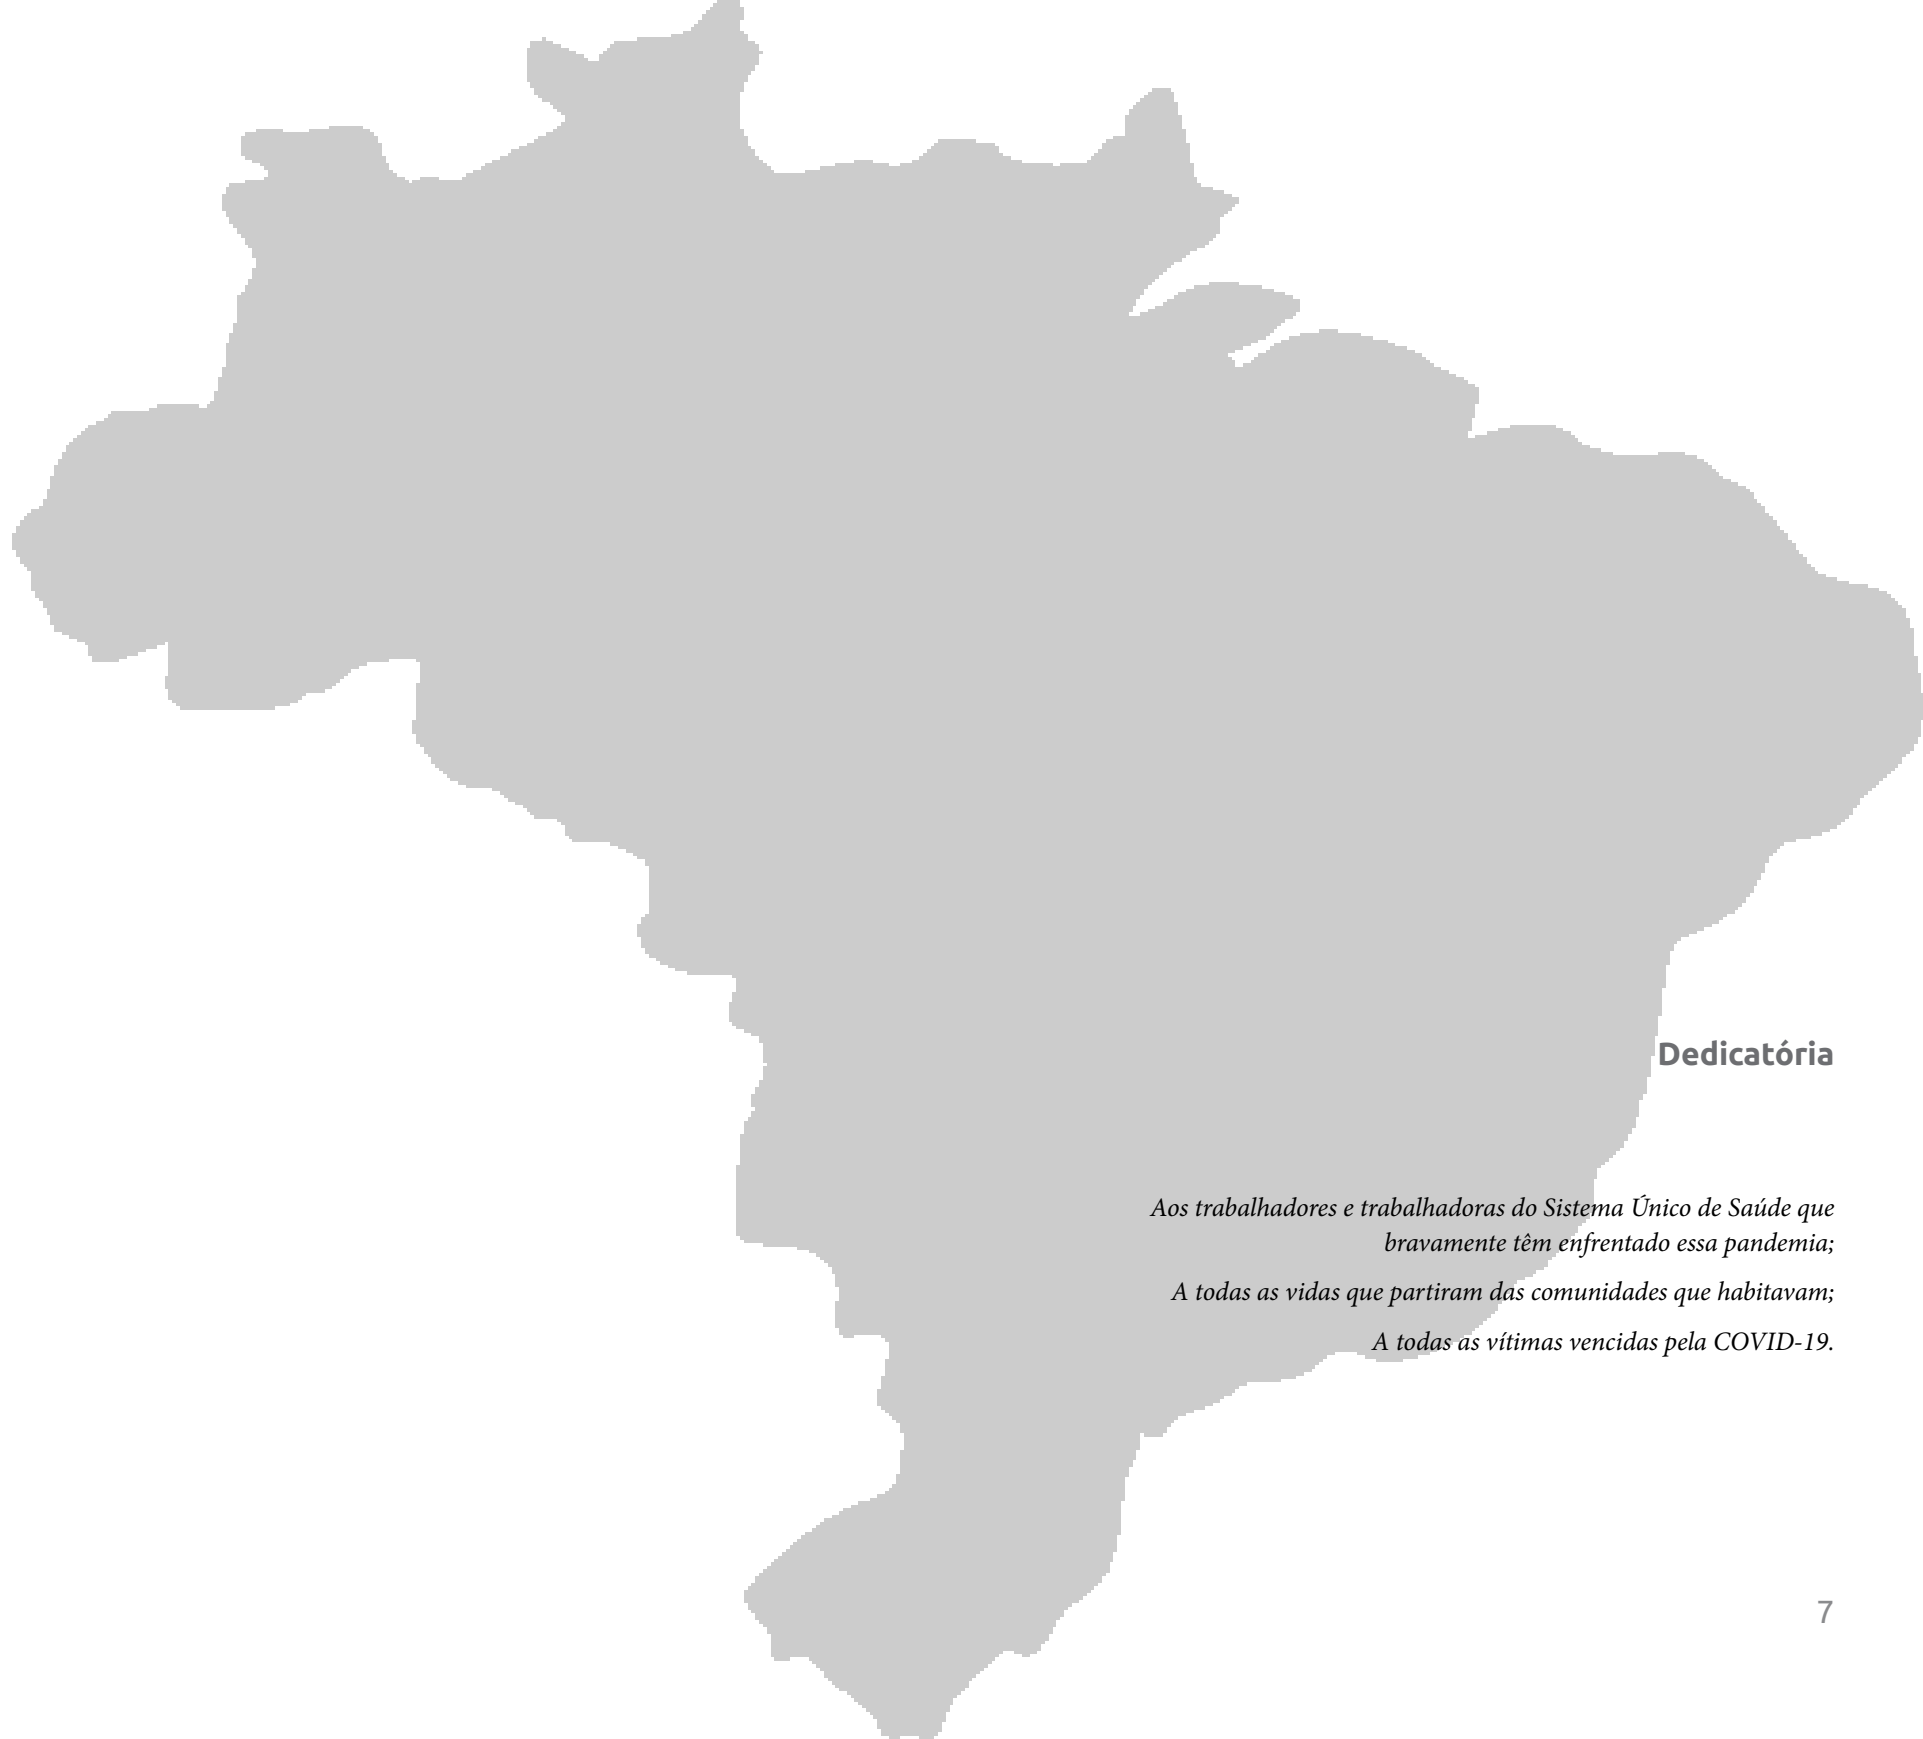 Dedicatória
Aos trabalhadores e trabalhadoras do Sistema Único de Saúde que
bravamente têm enfrentado essa pandemia;
A todas as vidas que partiram das comunidades que habitavam;
A todas as vítimas vencidas pela COVID-19.
7